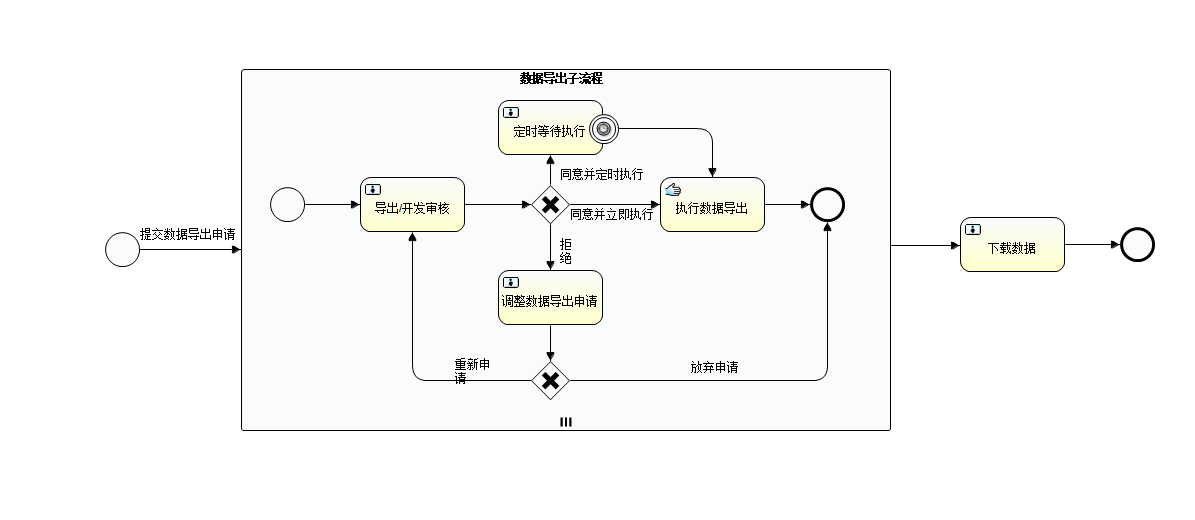 数据导出子流程
定时等待执行
同意并定时执行
导出/开发审核
同意并立即执行
执行数据导出
提交数据导出申请
拒
绝
下载数据
调整数据导出申请
重新申
请
放弃申请